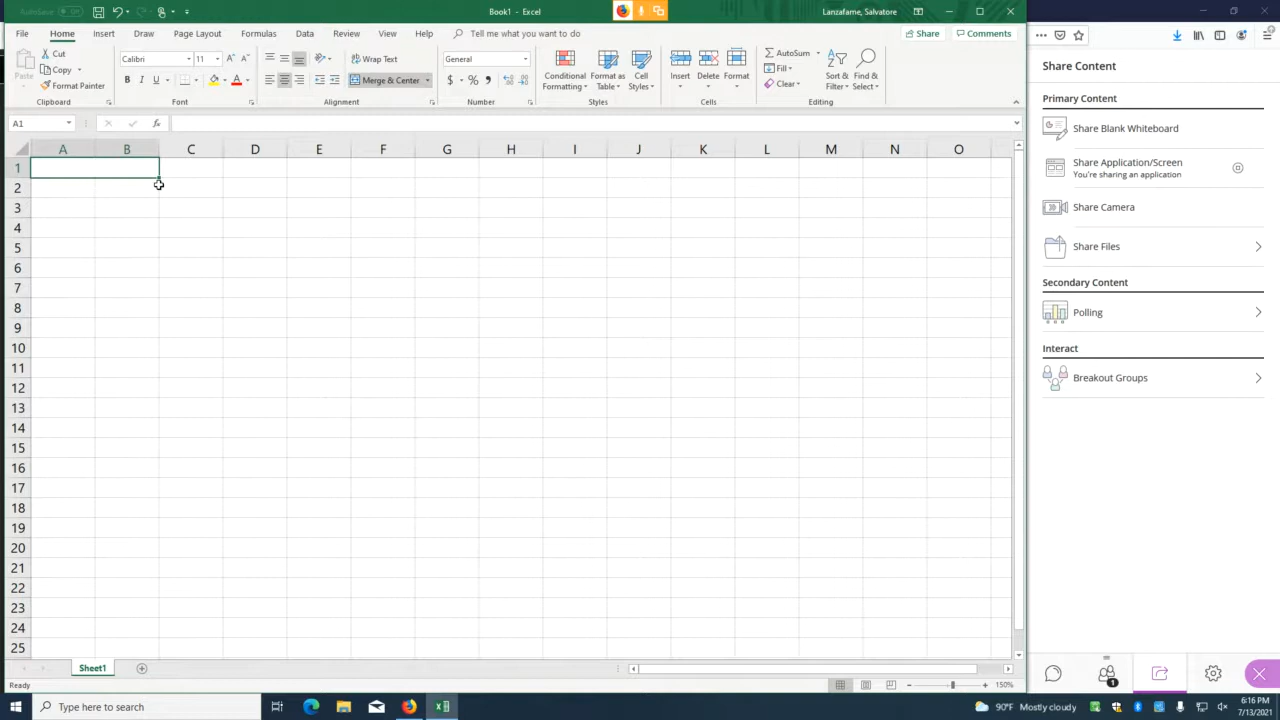 AutoSave Off
Book1 - Excel
Lanzafame, Salvatore
File Home Insert Draw Page Layout Formulas Data Review View Help Tell me what you want to do
Share Comments
Paste
Cut
Copy
Format Painter
Clipboard
Calibri 11
B I U
Font
Wrap Text
Merge & Center
Alignment
General
$ % ,
Number
Conditional Formatting
Format as Table
Cell Styles
Styles
Insert Delete Format
Cells
AutoSum
Fill
Clear
Sort & Filter
Find & Select
Editing
A1 fx
A B C D E F G H I J K L M N O
1
2
3
4
5
6
7
8
9
10
11
12
13
14
15
16
17
18
19
20
21
22
23
24
25
Sheet1
Ready
150%
Share Content
Primary Content
Share Blank Whiteboard
Share Application/Screen
You're sharing an application
Share Camera
Share Files
Secondary Content
Polling
Interact
Breakout Groups
1
Type here to search
90°F Mostly cloudy
6:16 PM
7/13/2021